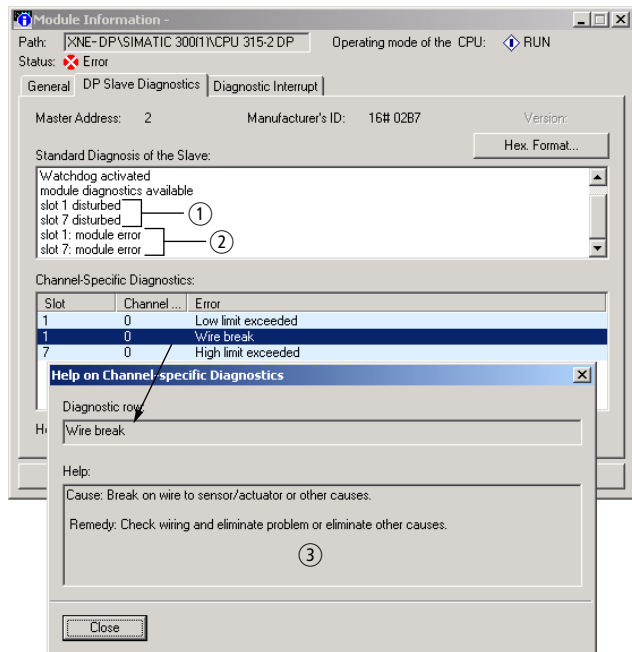 Module Information -
Path: XNE-DP\SIMATIC 300(1)\CPU 315-2 DP Operating mode of the CPU: RUN
Status: Error
General DP Slave Diagnostics Diagnostic Interrupt
Master Address: 2 Manufacturer's ID: 16# 02B7 Version:
Hex. Format...
Standard Diagnosis of the Slave:
Watchdog activated
module diagnostics available
slot 1 disturbed
slot 7 disturbed
1
slot 1: module error
slot 7: module error
2
Channel-Specific Diagnostics:
Slot Channel ... Error
1 0 Low limit exceeded
1 0 Wire break
7 0 High limit exceeded
Help on Channel-specific Diagnostics
Diagnostic row:
Wire break
Help:
Cause: Break on wire to sensor/actuator or other causes.
Remedy: Check wiring and eliminate problem or eliminate other causes.
3
Close